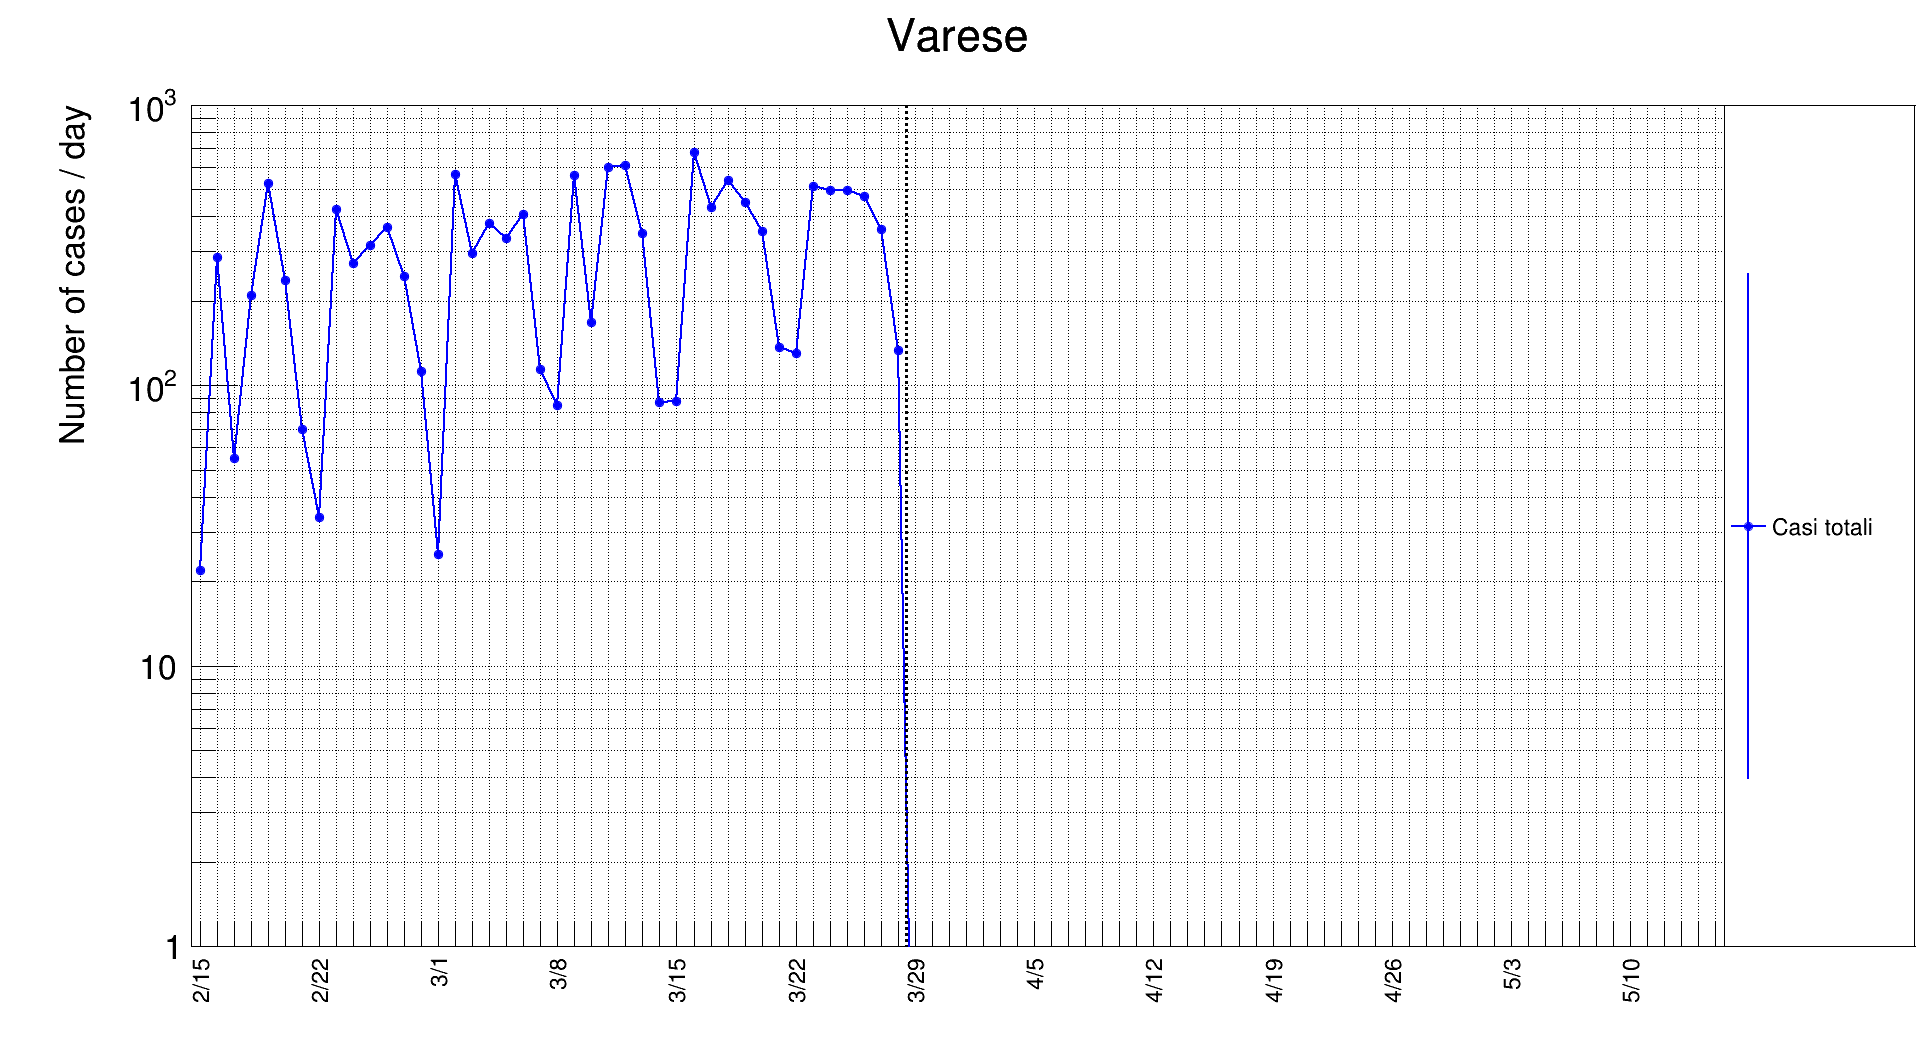 Varese
Number of cases / day
10³
10²
10
1
2/15 2/22 3/1 3/8 3/15 3/22 3/29 4/5 4/12 4/19 4/26 5/3 5/10
Casi totali